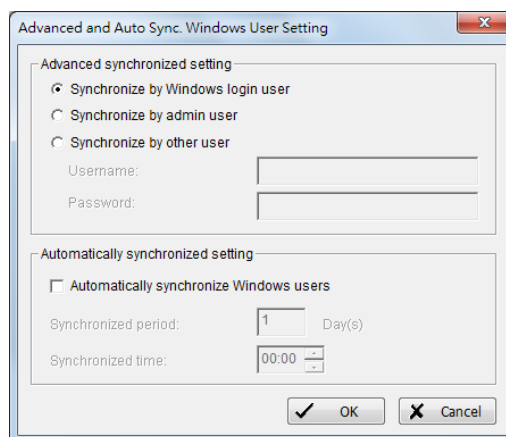 Advanced and Auto Sync. Windows User Setting
Advanced synchronized setting
Synchronize by Windows login user
Synchronize by admin user
Synchronize by other user
Username:
Password:
Automatically synchronized setting
Automatically synchronize Windows users
Synchronized period: 1 Day(s)
Synchronized time: 00:00
OK Cancel